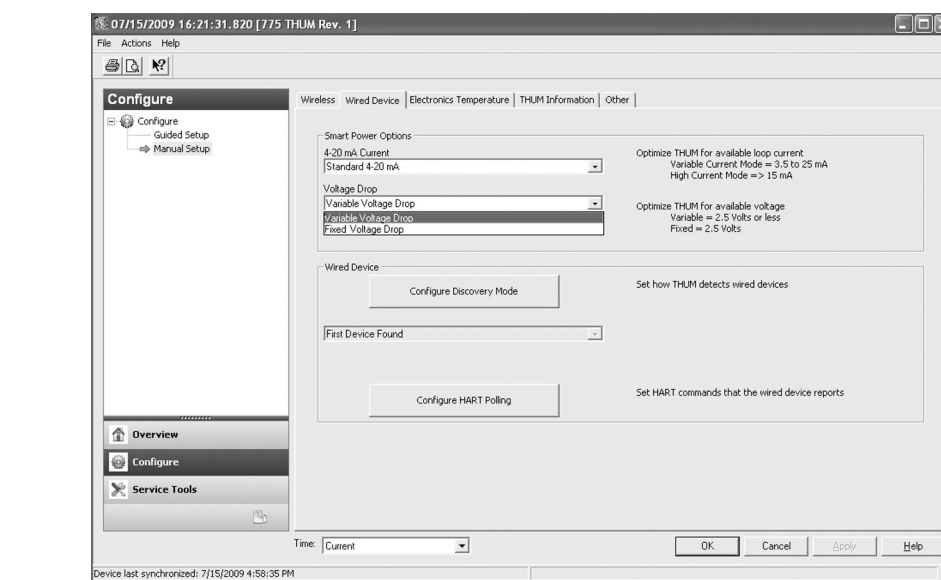 07/15/2009 16:21:31.820 [775 THUM Rev. 1]
File Actions Help
Configure
Configure
Guided Setup
Manual Setup
Overview
Configure
Service Tools
Wireless Wired Device Electronics Temperature THUM Information Other
Smart Power Options
4-20 mA Current
Standard 4-20 mA
Optimize THUM for available loop current
Variable Current Mode = 3.5 to 25 mA
High Current Mode => 15 mA
Voltage Drop
Variable Voltage Drop
Variable Voltage Drop
Fixed Voltage Drop
Optimize THUM for available voltage
Variable = 2.5 Volts or less
Fixed = 2.5 Volts
Wired Device
Configure Discovery Mode
Set how THUM detects wired devices
First Device Found
Configure HART Polling
Set HART commands that the wired device reports
Time: Current
OK Cancel Apply Help
Device last synchronized: 7/15/2009 4:58:35 PM